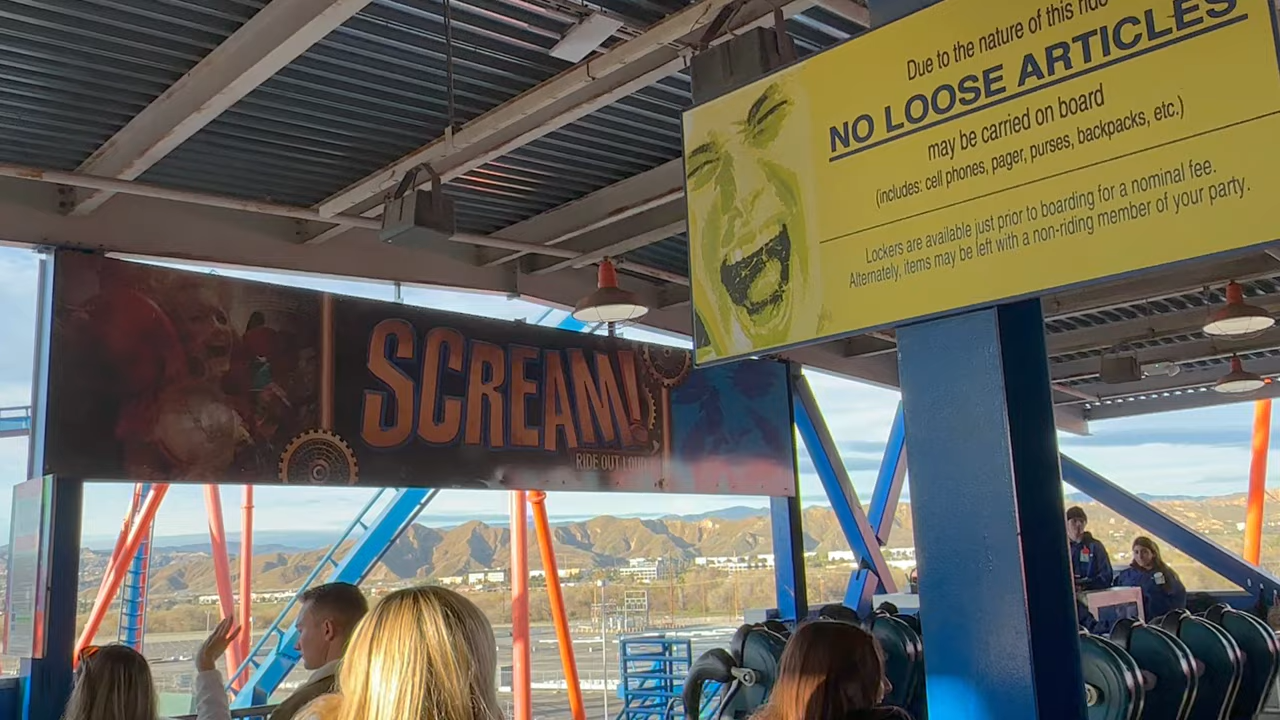 Due to the nature of this ride
NO LOOSE ARTICLES
may be carried on board
(includes: cell phones, pager, purses, backpacks, etc.)
Lockers are available just prior to boarding for a nominal fee.
Alternately, items may be left with a non-riding member of your party.
SCREAM!
RIDE OUT LOUD